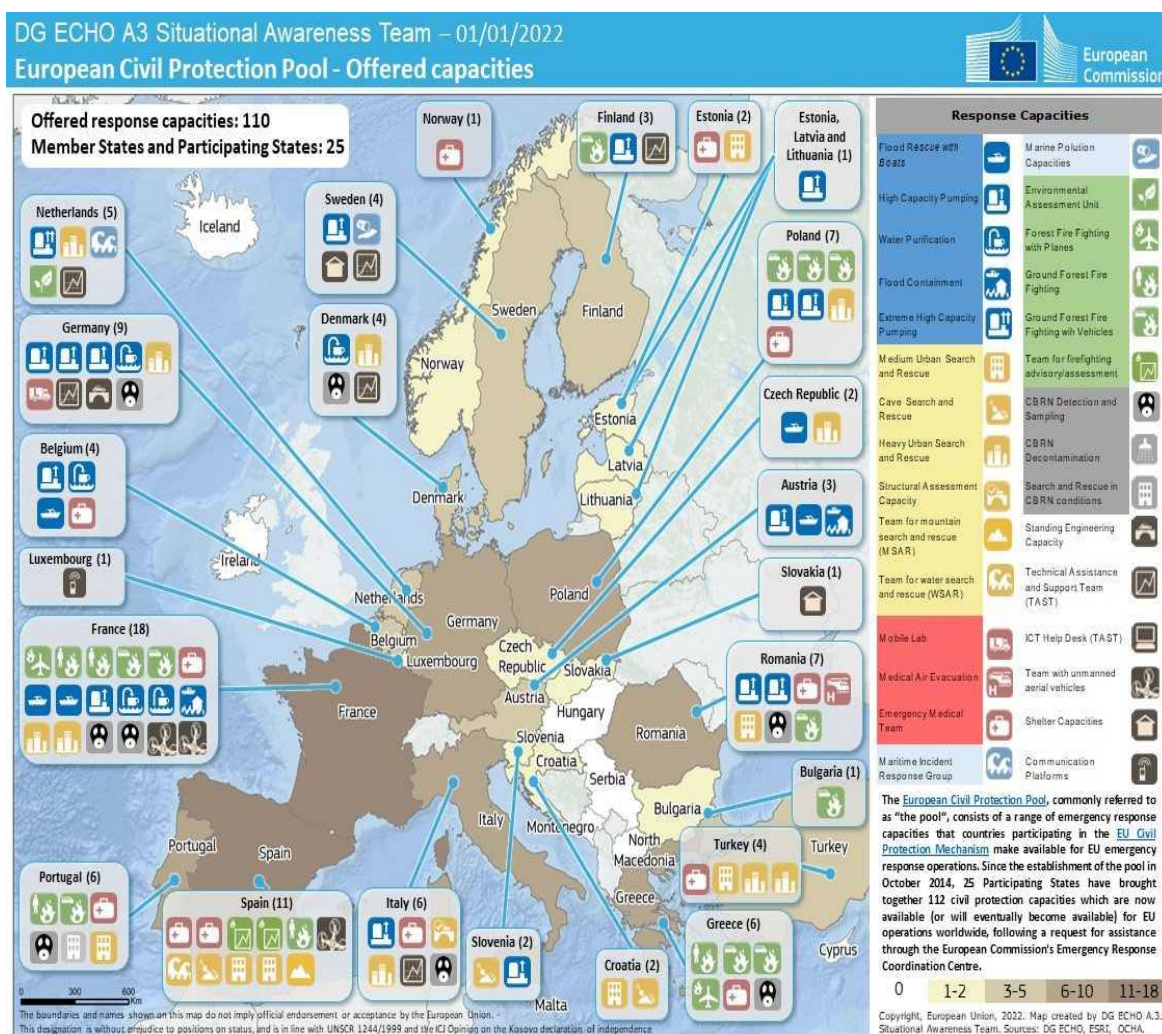 DG ECHO A3 Situational Awareness Team – 01/01/2022
European Civil Protection Pool - Offered capacities
European
Commission
Offered response capacities: 110
Member States and Participating States: 25
Norway (1)
Finland (3)
Estonia (2)
Estonia,
Latvia and
Lithuania (1)
Netherlands (5)
Sweden (4)
Poland (7)
Germany (9)
Denmark (4)
Czech Republic (2)
Belgium (4)
Austria (3)
Luxembourg (1)
Slovakia (1)
France (18)
Romania (7)
Bulgaria (1)
Turkey (4)
Portugal (6)
Spain (11)
Italy (6)
Slovenia (2)
Croatia (2)
Greece (6)
Iceland
Sweden
Finland
Norway
Estonia
Latvia
Lithuania
Denmark
Ireland
Netherlands
Poland
Germany
Belgium
Luxembourg
Czech
Republic
Slovakia
Austria
Hungary
France
Slovenia
Romania
Croatia
Serbia
Italy
Montenegro
Bulgaria
North
Macedonia
Turkey
Portugal
Spain
Greece
Cyprus
Malta
Response Capacities
Flood Rescue with
Boats
High Capacity Pumping
Water Purification
Flood Containment
Extreme High Capacity
Pumping
Medium Urban Search
and Rescue
Cave Search and
Rescue
Heavy Urban Search
and Rescue
Structural Assessment
Capacity
Team for mountain
search and rescue
(MSAR)
Team for water search
and rescue (WSAR)
Mobile Lab
Medical Air Evacuation
Emergency Medical
Team
Maritime Incident
Response Group
Marine Polution
Capacities
Environmental
Assessment Unit
Forest Fire Fighting
with Planes
Ground Forest Fire
Fighting
Ground Forest Fire
Fighting wih Vehicles
Team for firefighting
advisory/assessment
CBRN Detection and
Sampling
CBRN
Decontamination
Search and Rescue in
CBRN conditions
Standing Engineering
Capacity
Technical Assistance
and Support Team
(TAST)
ICT Help Desk (TAST)
Team with unmanned
aerial vehicles
Shelter Capacities
Communication
Platforms
The European Civil Protection Pool, commonly referred to
as "the pool", consists of a range of emergency response
capacities that countries participating in the EU Civil
Protection Mechanism make available for EU emergency
response operations. Since the establishment of the pool in
October 2014, 25 Participating States have brought
together 112 civil protection capacities which are now
available (or will eventually become available) for EU
operations worldwide, following a request for assistance
through the European Commission's Emergency Response
Coordination Centre.
0 1-2 3-5 6-10 11-18
Copyright, European Union, 2022. Map created by DG ECHO A.3.
Situational Awareness Team. Sources: DG ECHO, ESRI, OCHA.
0 300 600
Km
The boundaries and names shown on this map do not imply official endorsement or acceptance by the European Union. -
This designation is without prejudice to positions on status, and is in line with UNSCR 1244/1999 and the ICJ Opinion on the Kosovo declaration of independence